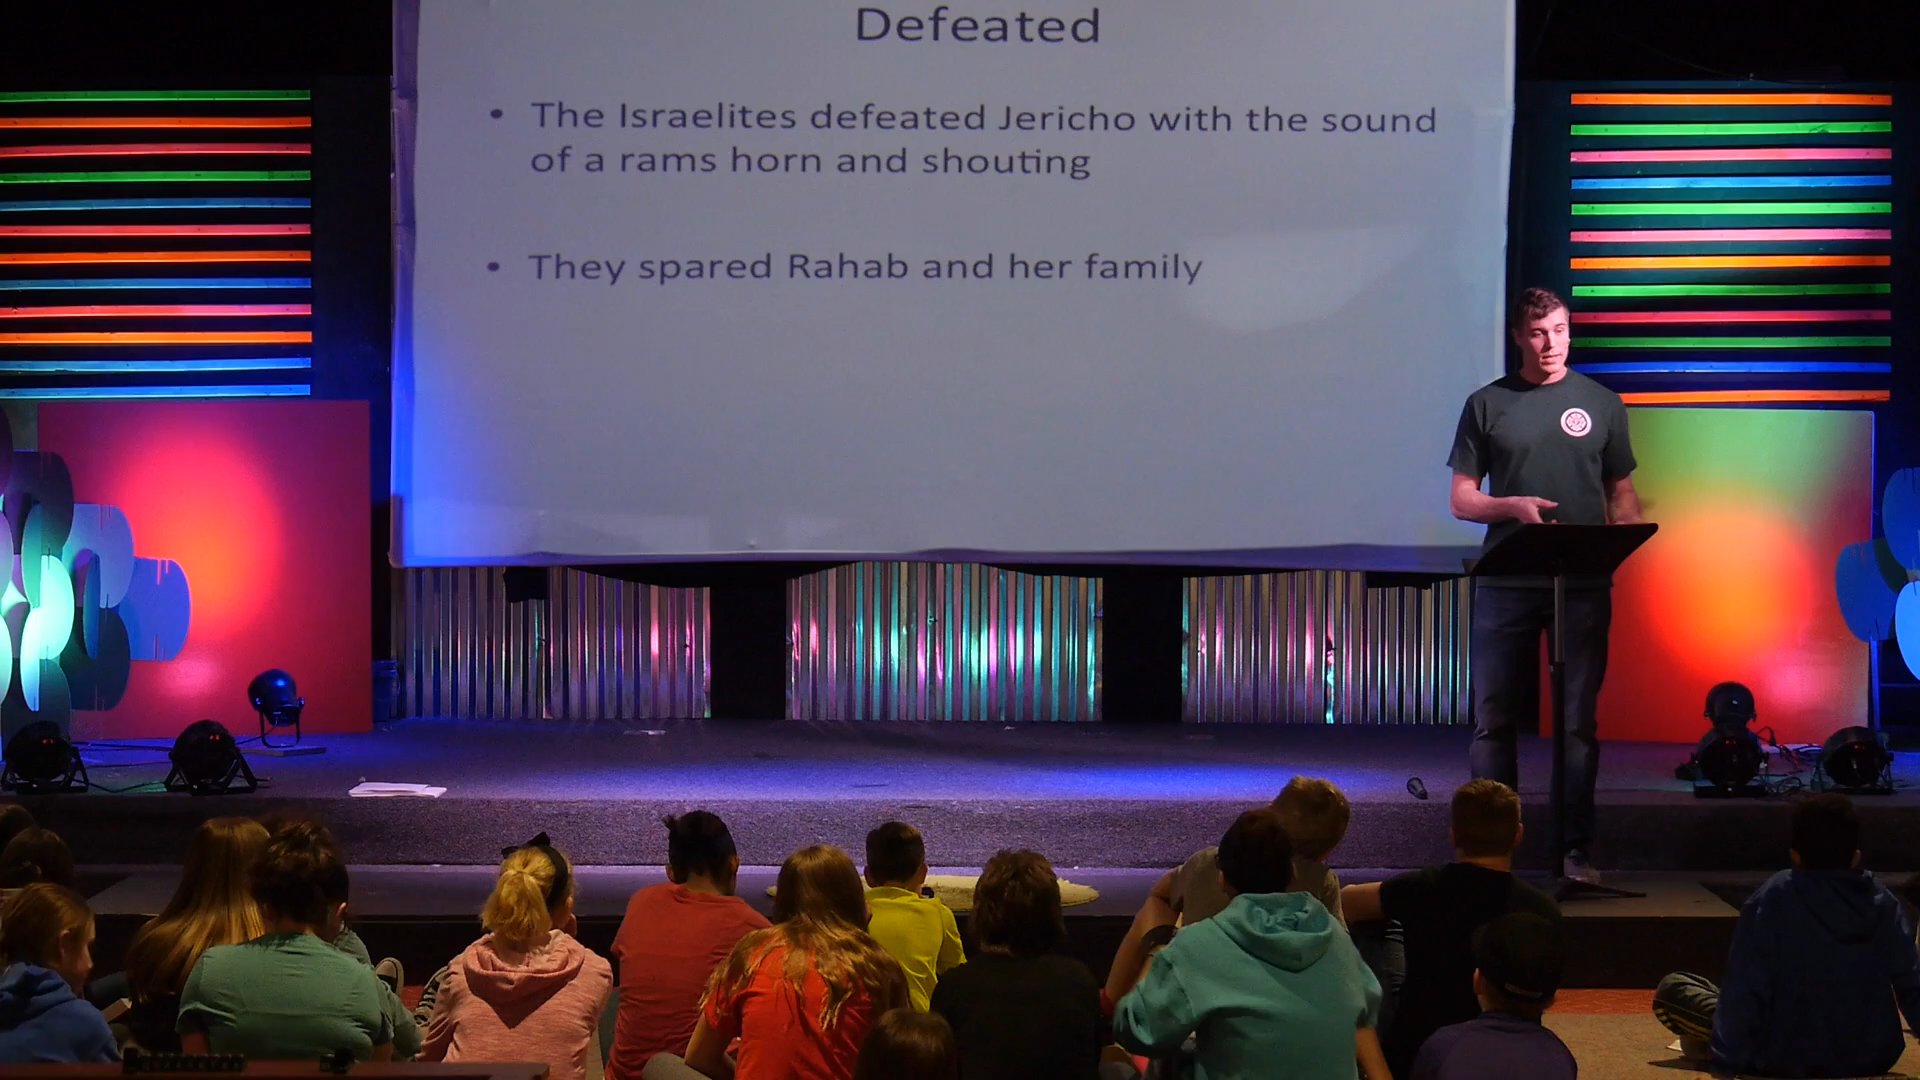 Defeated
• The Israelites defeated Jericho with the sound
of a rams horn and shouting
• They spared Rahab and her family